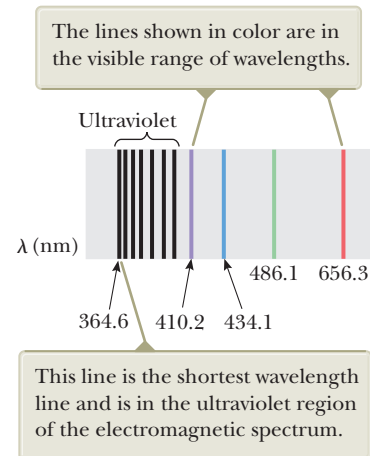 The lines shown in color are in
the visible range of wavelengths.
Ultraviolet
λ (nm)
486.1 656.3
364.6 410.2 434.1
This line is the shortest wavelength
line and is in the ultraviolet region
of the electromagnetic spectrum.